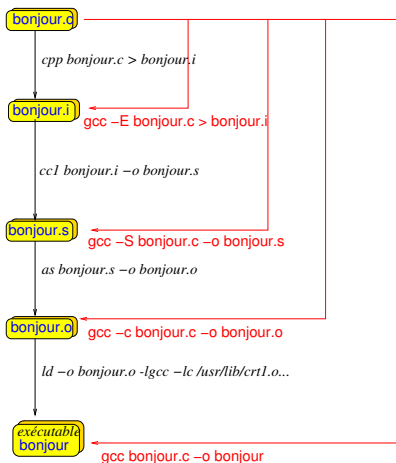 bonjour.c
cpp bonjour.c > bonjour.i
bonjour.i
gcc −E bonjour.c > bonjour.i
cc1 bonjour.i −o bonjour.s
bonjour.s
gcc −S bonjour.c −o bonjour.s
as bonjour.s −o bonjour.o
bonjour.o
gcc −c bonjour.c −o bonjour.o
ld −o bonjour.o -lgcc −lc /usr/lib/crt1.o...
exécutable
bonjour
gcc bonjour.c −o bonjour